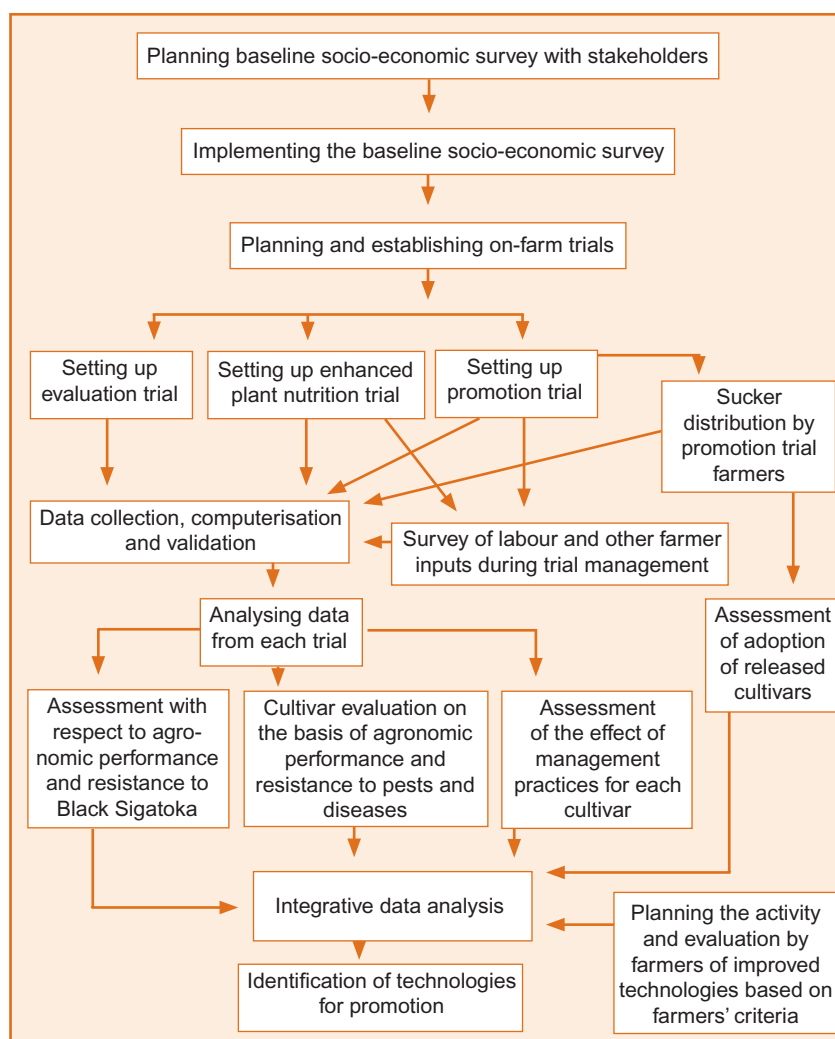 Planning baseline socio-economic survey with stakeholders
Implementing the baseline socio-economic survey
Planning and establishing on-farm trials
Setting up
evaluation trial
Setting up enhanced
plant nutrition trial
Setting up
promotion trial
Sucker
distribution by
promotion trial
farmers
Data collection, computerisation
and validation
Survey of labour and other farmer
inputs during trial management
Analysing data
from each trial
Assessment
of adoption
of released
cultivars
Assessment with
respect to agro-
nomic performance
and resistance to
Black Sigatoka
Cultivar evaluation on
the basis of agronomic
performance and
resistance to pests and
diseases
Assessment
of the effect of
management
practices for each
cultivar
Integrative data analysis
Planning the activity
and evaluation by
farmers of improved
technologies based on
farmers’ criteria
Identification of technologies
for promotion